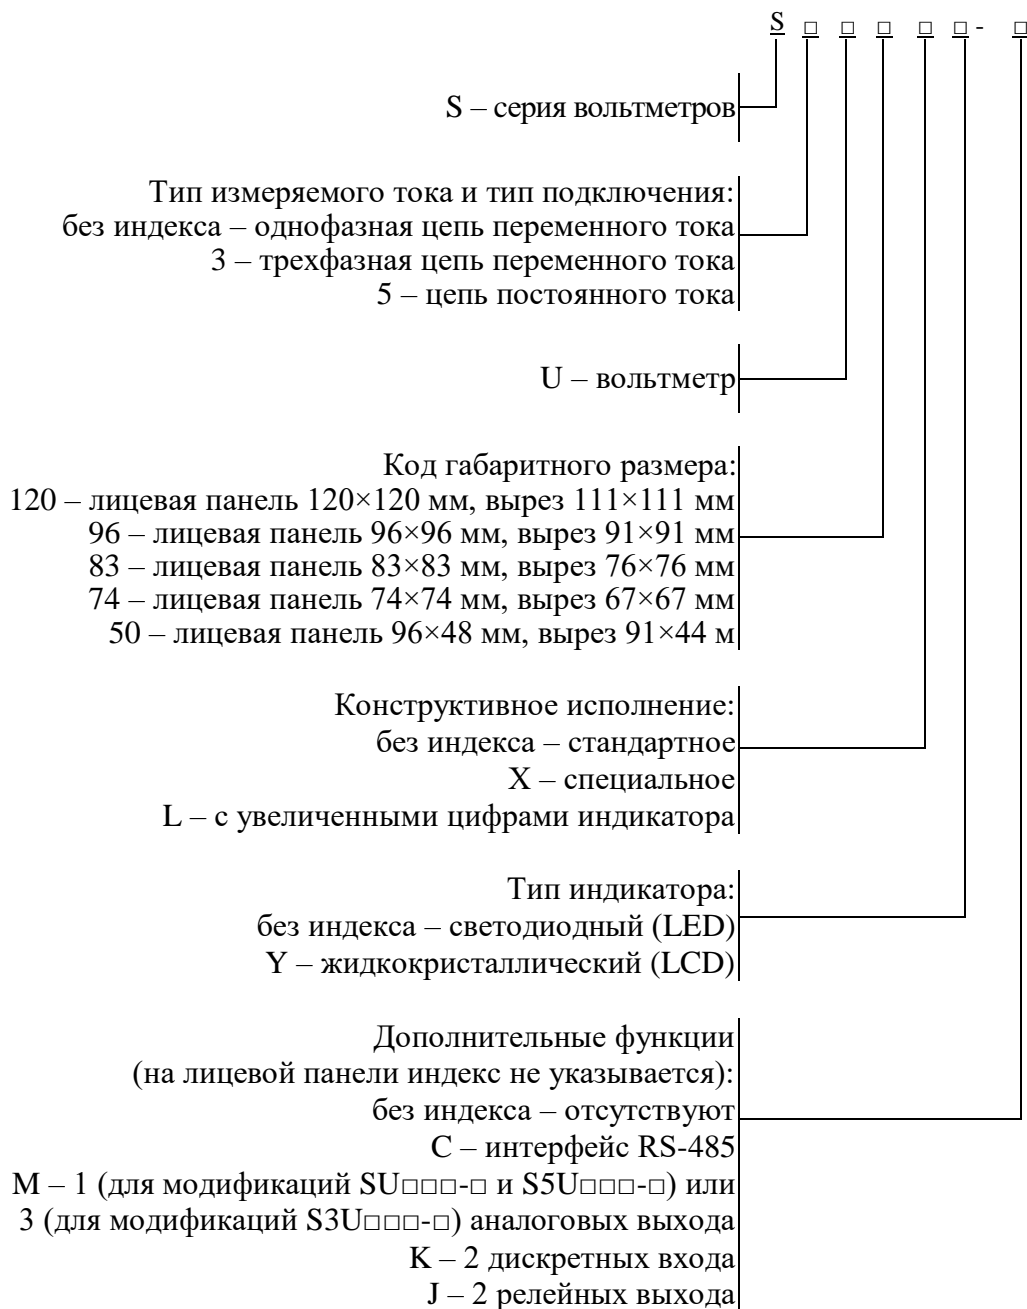 S □ □ □ □ □ - □
S – серия вольтметров
Тип измеряемого тока и тип подключения:
без индекса – однофазная цепь переменного тока
3 – трехфазная цепь переменного тока
5 – цепь постоянного тока
U – вольтметр
Код габаритного размера:
120 – лицевая панель 120×120 мм, вырез 111×111 мм
96 – лицевая панель 96×96 мм, вырез 91×91 мм
83 – лицевая панель 83×83 мм, вырез 76×76 мм
74 – лицевая панель 74×74 мм, вырез 67×67 мм
50 – лицевая панель 96×48 мм, вырез 91×44 м
Конструктивное исполнение:
без индекса – стандартное
X – специальное
L – с увеличенными цифрами индикатора
Тип индикатора:
без индекса – светодиодный (LED)
Y – жидкокристаллический (LCD)
Дополнительные функции
(на лицевой панели индекс не указывается):
без индекса – отсутствуют
C – интерфейс RS-485
M – 1 (для модификаций SU□□□-□ и S5U□□□-□) или
3 (для модификаций S3U□□□-□) аналоговых выхода
K – 2 дискретных входа
J – 2 релейных выхода